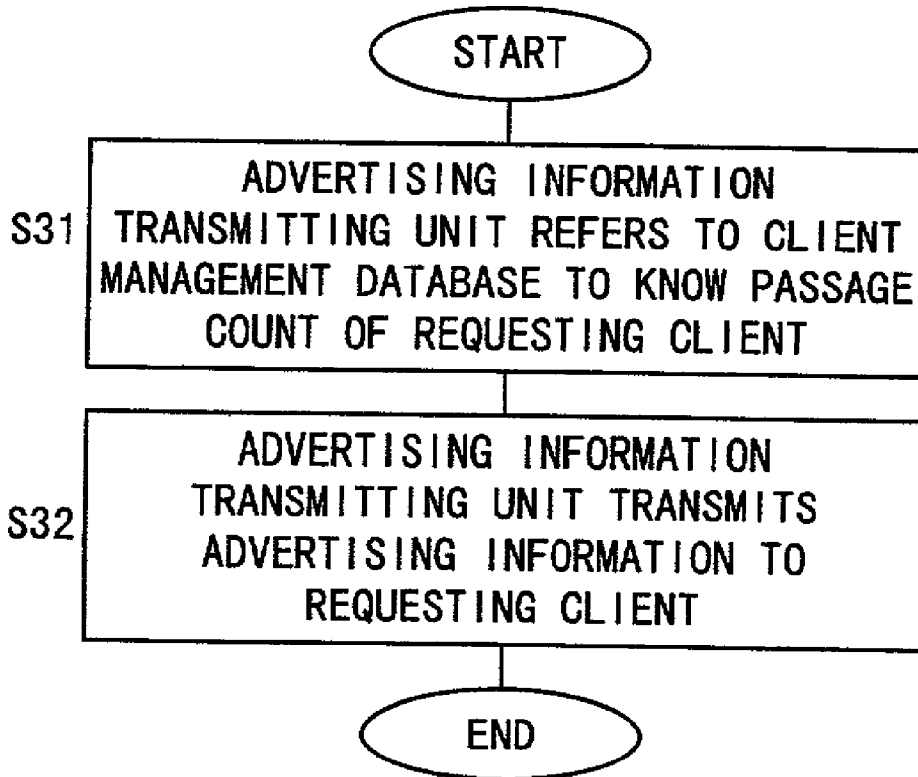 START
S31
ADVERTISING INFORMATION
TRANSMITTING UNIT REFERS TO CLIENT
MANAGEMENT DATABASE TO KNOW PASSAGE
COUNT OF REQUESTING CLIENT
S32
ADVERTISING INFORMATION
TRANSMITTING UNIT TRANSMITS
ADVERTISING INFORMATION TO
REQUESTING CLIENT
END